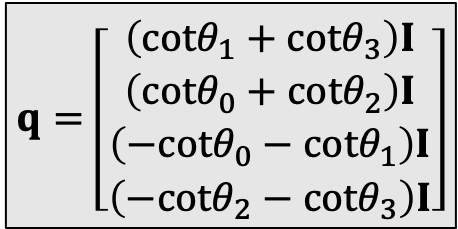 (cotθ₁ + cotθ₃)𝐈
(cotθ₀ + cotθ₂)𝐈
𝐪 =
(−cotθ₀ − cotθ₁)𝐈
(−cotθ₂ − cotθ₃)𝐈